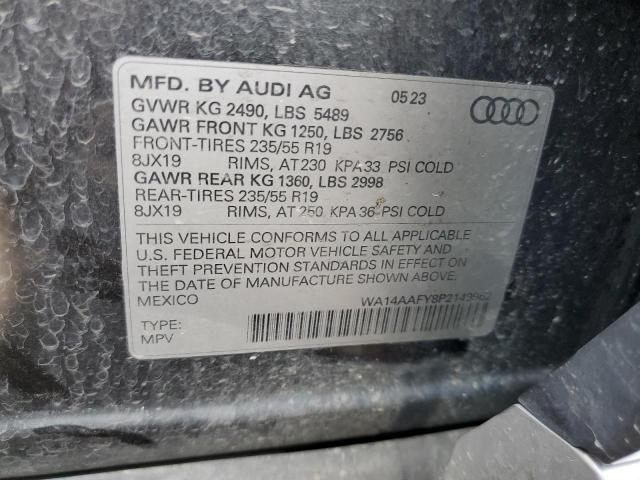 MFD. BY AUDI AG 05 23
GVWR KG 2490, LBS 5489
GAWR FRONT KG 1250, LBS 2756
FRONT-TIRES 235/55 R19
8JX19 RIMS, AT 230 KPA 33 PSI COLD
GAWR REAR KG 1360, LBS 2998
REAR-TIRES 235/55 R19
8JX19 RIMS, AT 250 KPA 36 PSI COLD
THIS VEHICLE CONFORMS TO ALL APPLICABLE
U.S. FEDERAL MOTOR VEHICLE SAFETY AND
THEFT PREVENTION STANDARDS IN EFFECT ON
THE DATE OF MANUFACTURE SHOWN ABOVE.
MEXICO WA14AAFY8P2149962
TYPE:
MPV